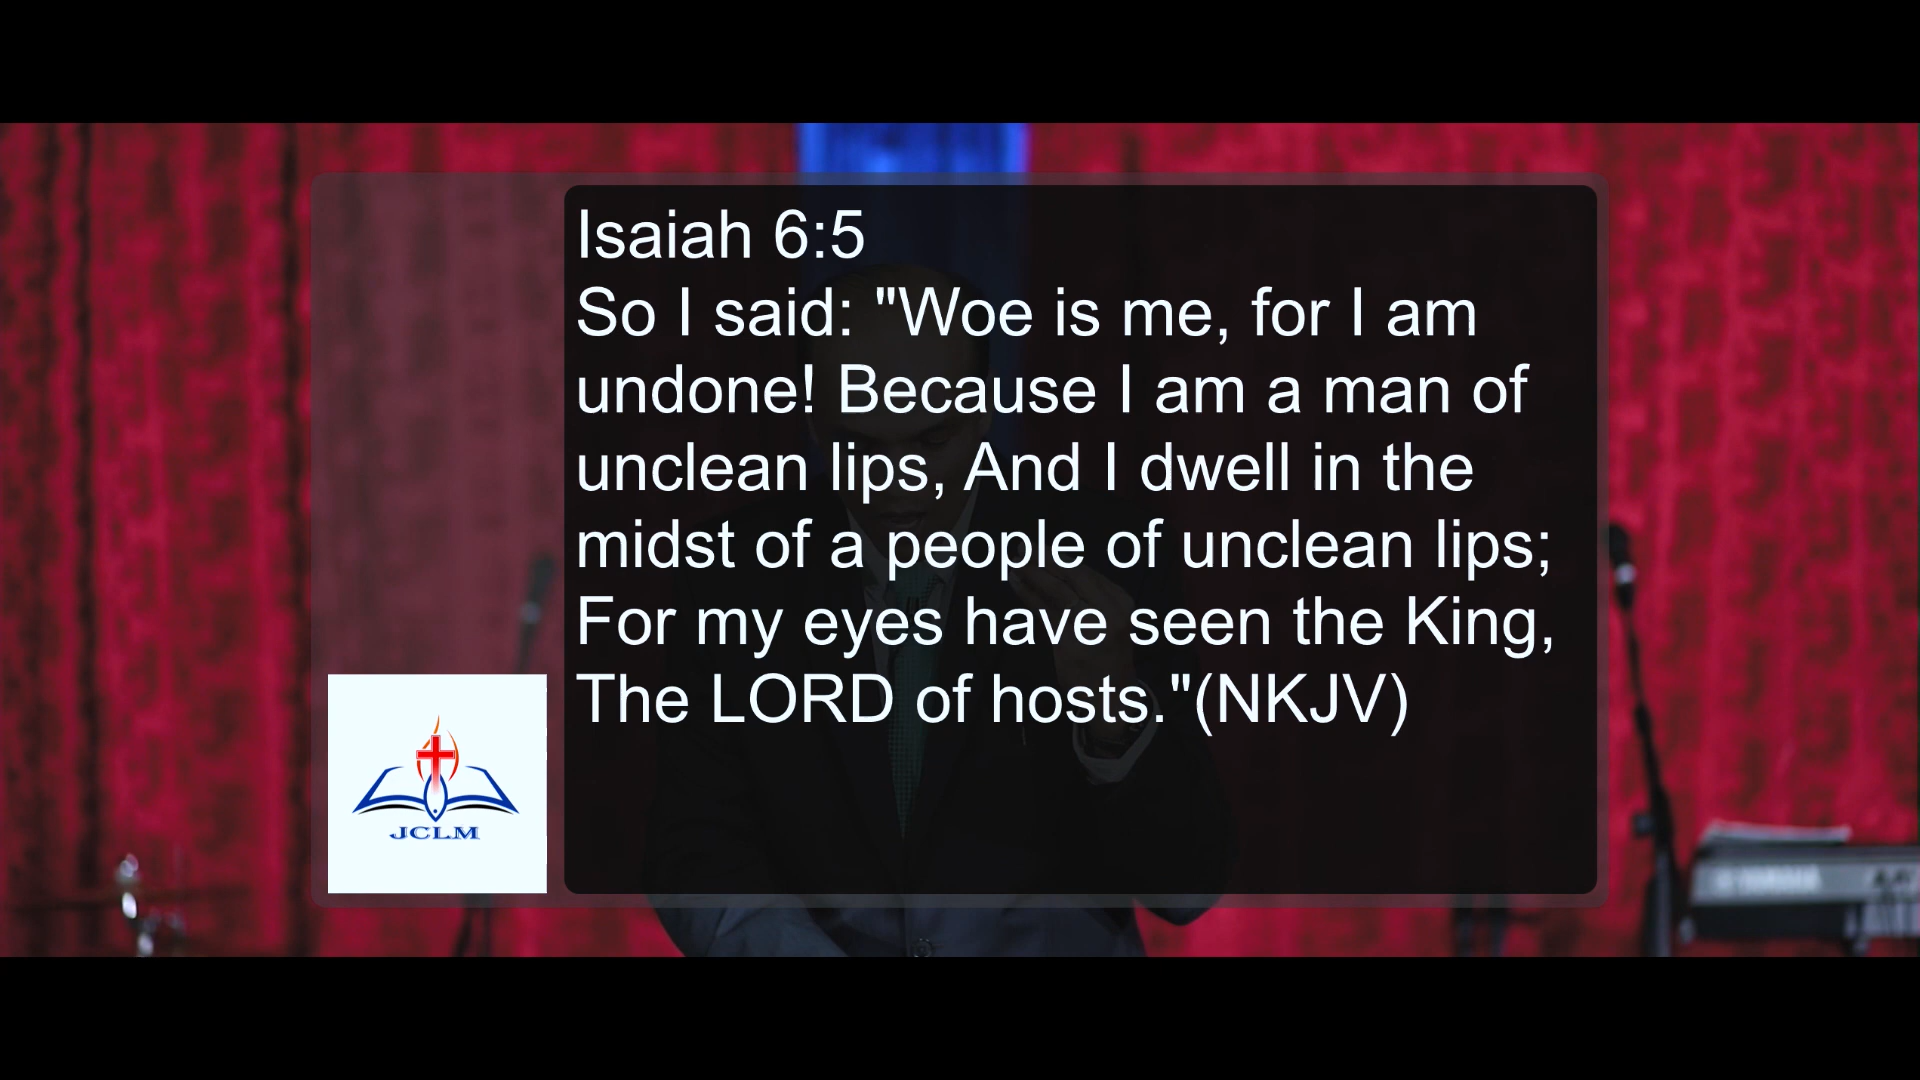 Isaiah 6:5
So I said: "Woe is me, for I am
undone! Because I am a man of
unclean lips, And I dwell in the
midst of a people of unclean lips;
For my eyes have seen the King,
The LORD of hosts."(NKJV)
JCLM
YAMAHA